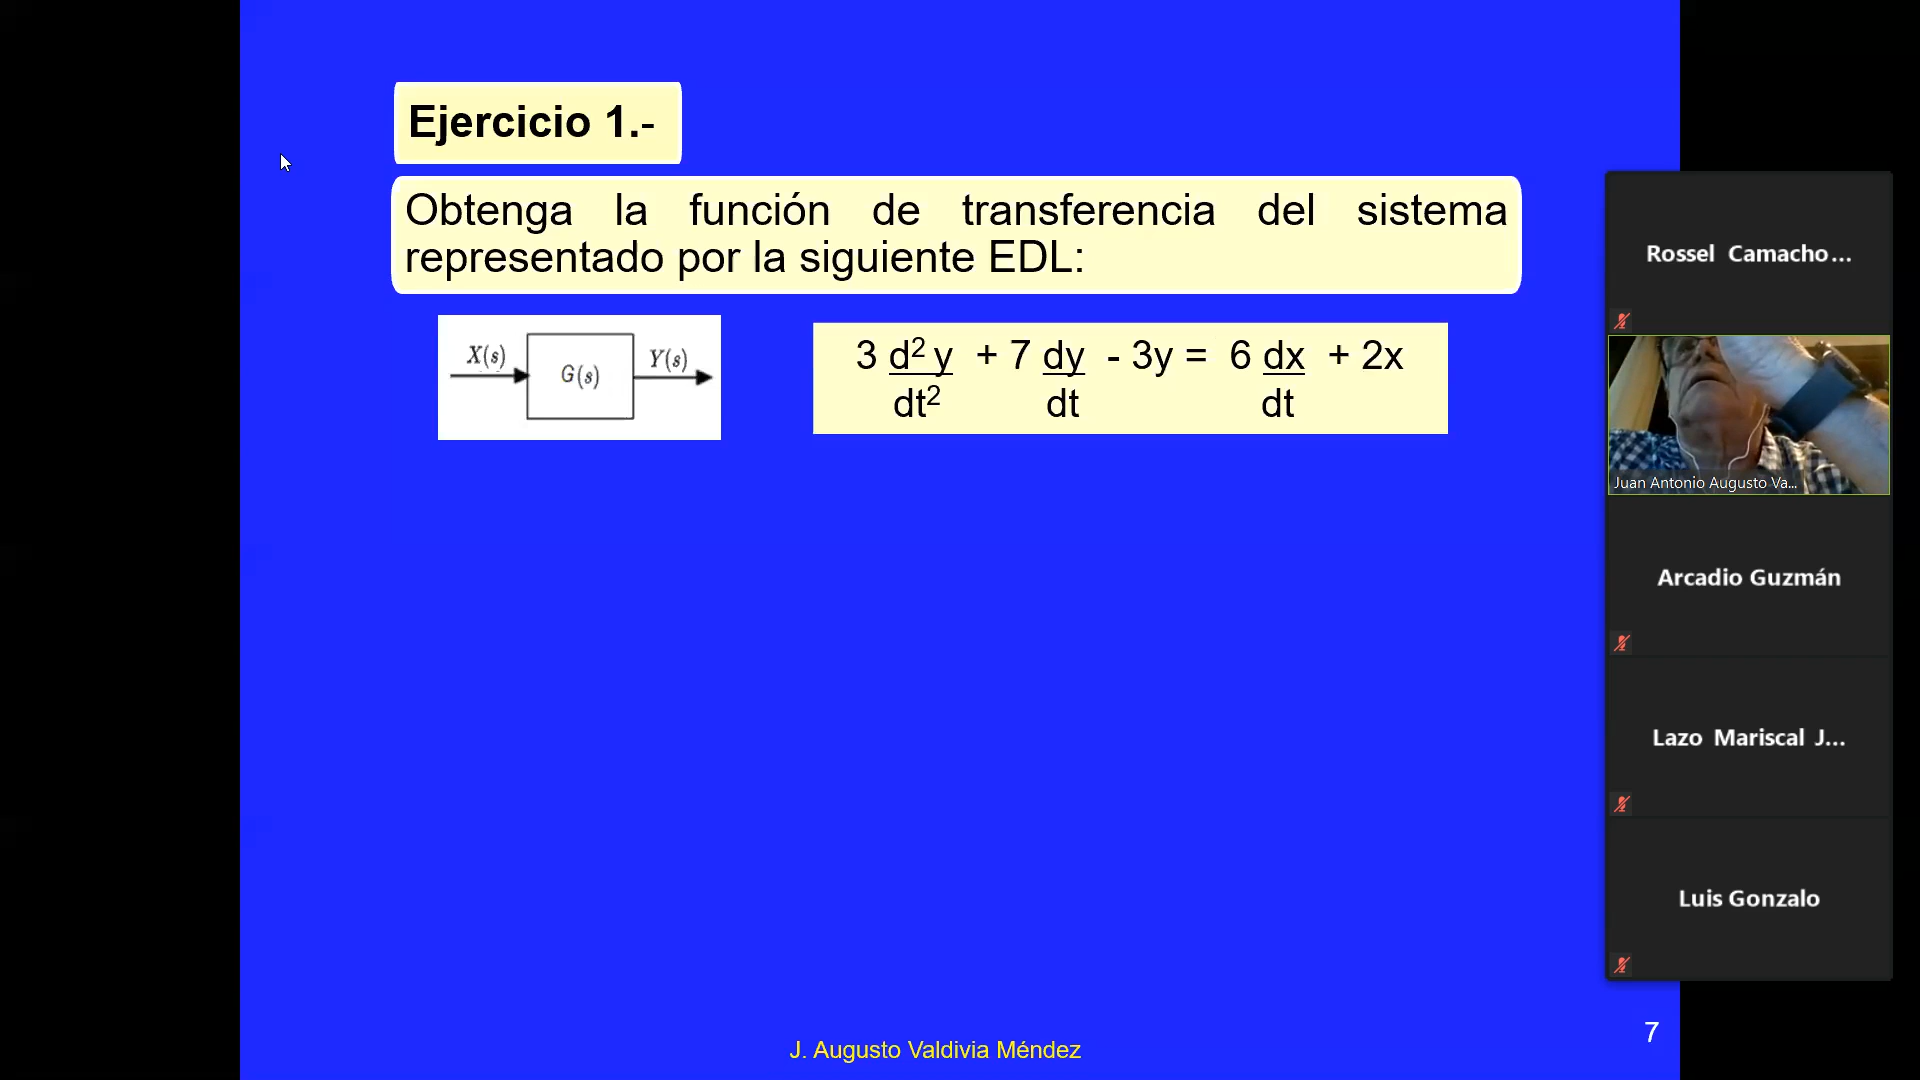 Ejercicio 1.-
Obtenga la función de transferencia del sistema
representado por la siguiente EDL:
X(s)
G(s)
Y(s)
3 d² y + 7 dy - 3y = 6 dx + 2x
dt² dt dt
Rossel Camacho...
Juan Antonio Augusto Va...
Arcadio Guzmán
Lazo Mariscal J...
Luis Gonzalo
J. Augusto Valdivia Méndez
7